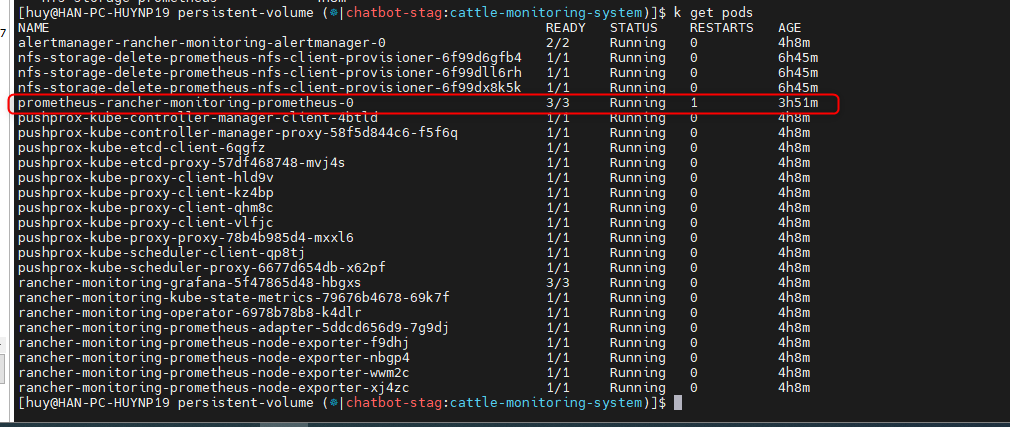 [huy@HAN-PC-HUYNP19 persistent-volume (⎈|chatbot-stag:cattle-monitoring-system)]$ k get pods
NAME READY STATUS RESTARTS AGE
alertmanager-rancher-monitoring-alertmanager-0 2/2 Running 0 4h8m
nfs-storage-delete-prometheus-nfs-client-provisioner-6f99d6gfb4 1/1 Running 0 6h45m
nfs-storage-delete-prometheus-nfs-client-provisioner-6f99dll6rh 1/1 Running 0 6h45m
nfs-storage-delete-prometheus-nfs-client-provisioner-6f99dx8k5k 1/1 Running 0 6h45m
prometheus-rancher-monitoring-prometheus-0 3/3 Running 1 3h51m
pushprox-kube-controller-manager-client-4btld 1/1 Running 0 4h8m
pushprox-kube-controller-manager-proxy-58f5d844c6-f5f6q 1/1 Running 0 4h8m
pushprox-kube-etcd-client-6qgfz 1/1 Running 0 4h8m
pushprox-kube-etcd-proxy-57df468748-mvj4s 1/1 Running 0 4h8m
pushprox-kube-proxy-client-hld9v 1/1 Running 0 4h8m
pushprox-kube-proxy-client-kz4bp 1/1 Running 0 4h8m
pushprox-kube-proxy-client-qhm8c 1/1 Running 0 4h8m
pushprox-kube-proxy-client-vlfjc 1/1 Running 0 4h8m
pushprox-kube-proxy-proxy-78b4b985d4-mxxl6 1/1 Running 0 4h8m
pushprox-kube-scheduler-client-qp8tj 1/1 Running 0 4h8m
pushprox-kube-scheduler-proxy-6677d654db-x62pf 1/1 Running 0 4h8m
rancher-monitoring-grafana-5f47865d48-hbgxs 3/3 Running 0 4h8m
rancher-monitoring-kube-state-metrics-79676b4678-69k7f 1/1 Running 0 4h8m
rancher-monitoring-operator-6978b78b8-k4dlr 1/1 Running 0 4h8m
rancher-monitoring-prometheus-adapter-5ddcd656d9-7g9dj 1/1 Running 0 4h8m
rancher-monitoring-prometheus-node-exporter-f9dhj 1/1 Running 0 4h8m
rancher-monitoring-prometheus-node-exporter-nbgp4 1/1 Running 0 4h8m
rancher-monitoring-prometheus-node-exporter-wwm2c 1/1 Running 0 4h8m
rancher-monitoring-prometheus-node-exporter-xj4zc 1/1 Running 0 4h8m
[huy@HAN-PC-HUYNP19 persistent-volume (⎈|chatbot-stag:cattle-monitoring-system)]$